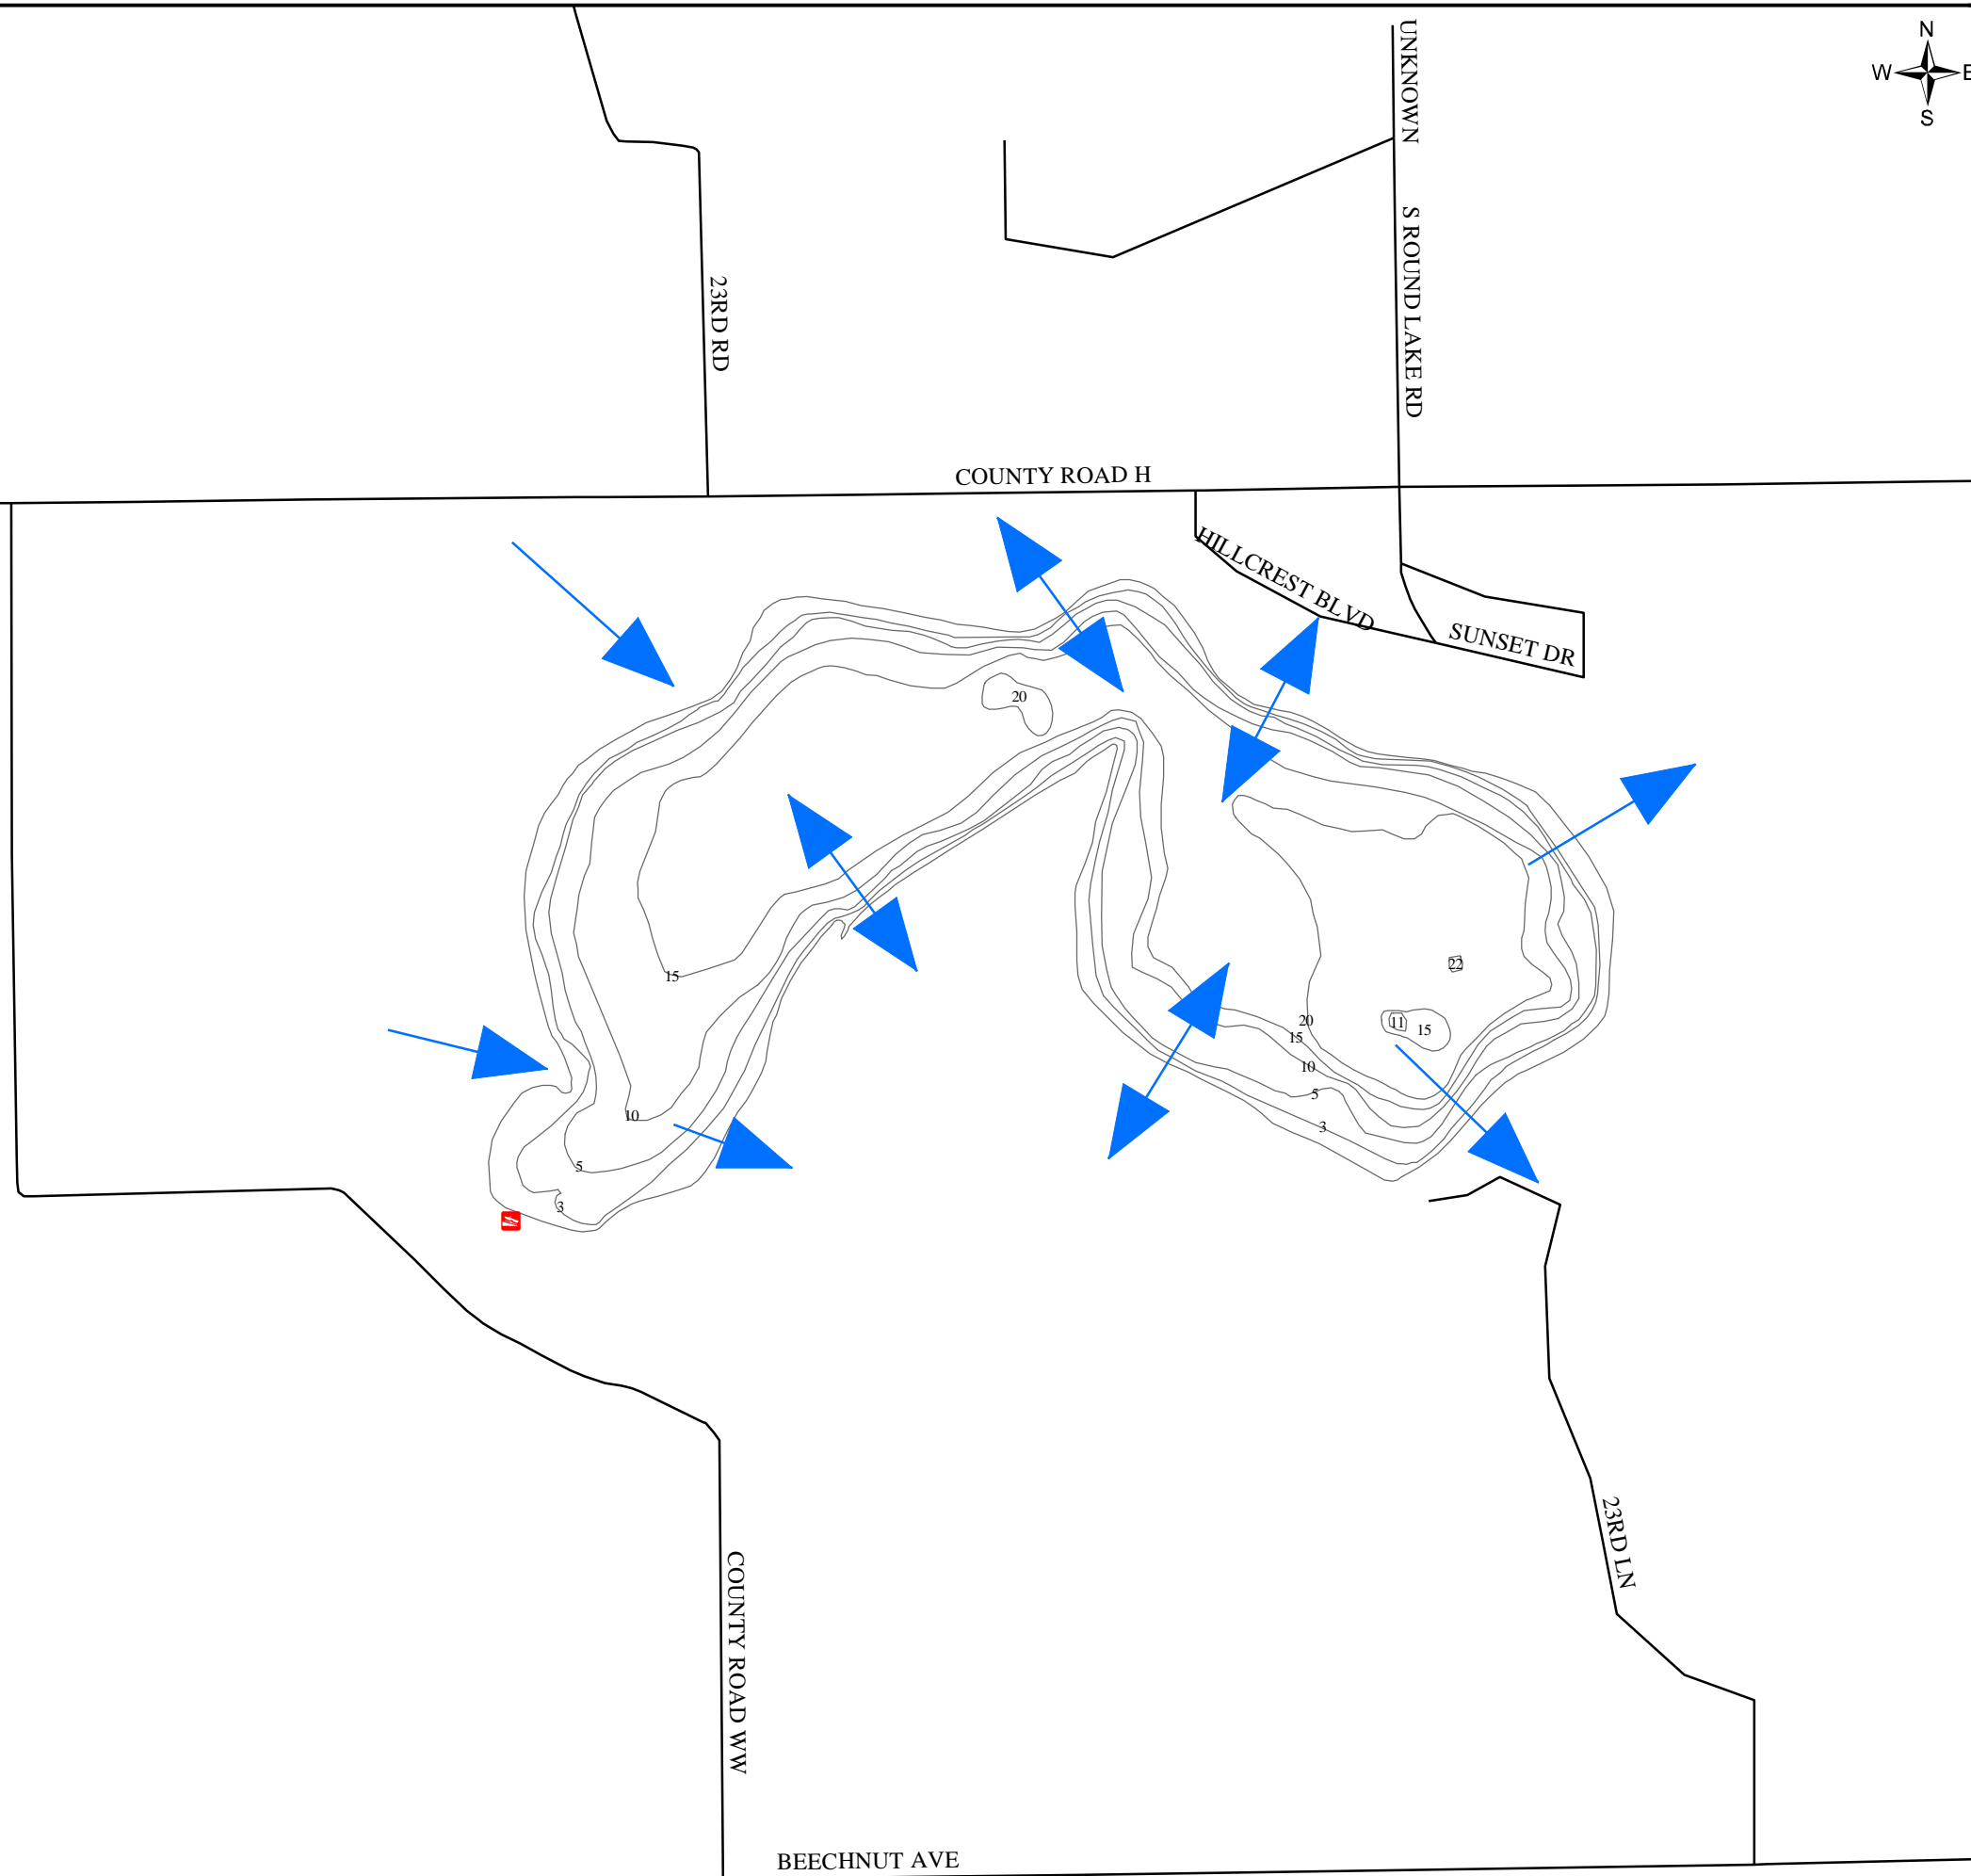 UNKNOWN
N
W
E
S
S ROUND LAKE RD
23RD RD
COUNTY ROAD H
HILLCREST BLVD
SUNSET DR
20
15
22
20
11
15
15
10
10
5
3
5
3
23RD LN
COUNTY ROAD WW
BEECHNUT AVE